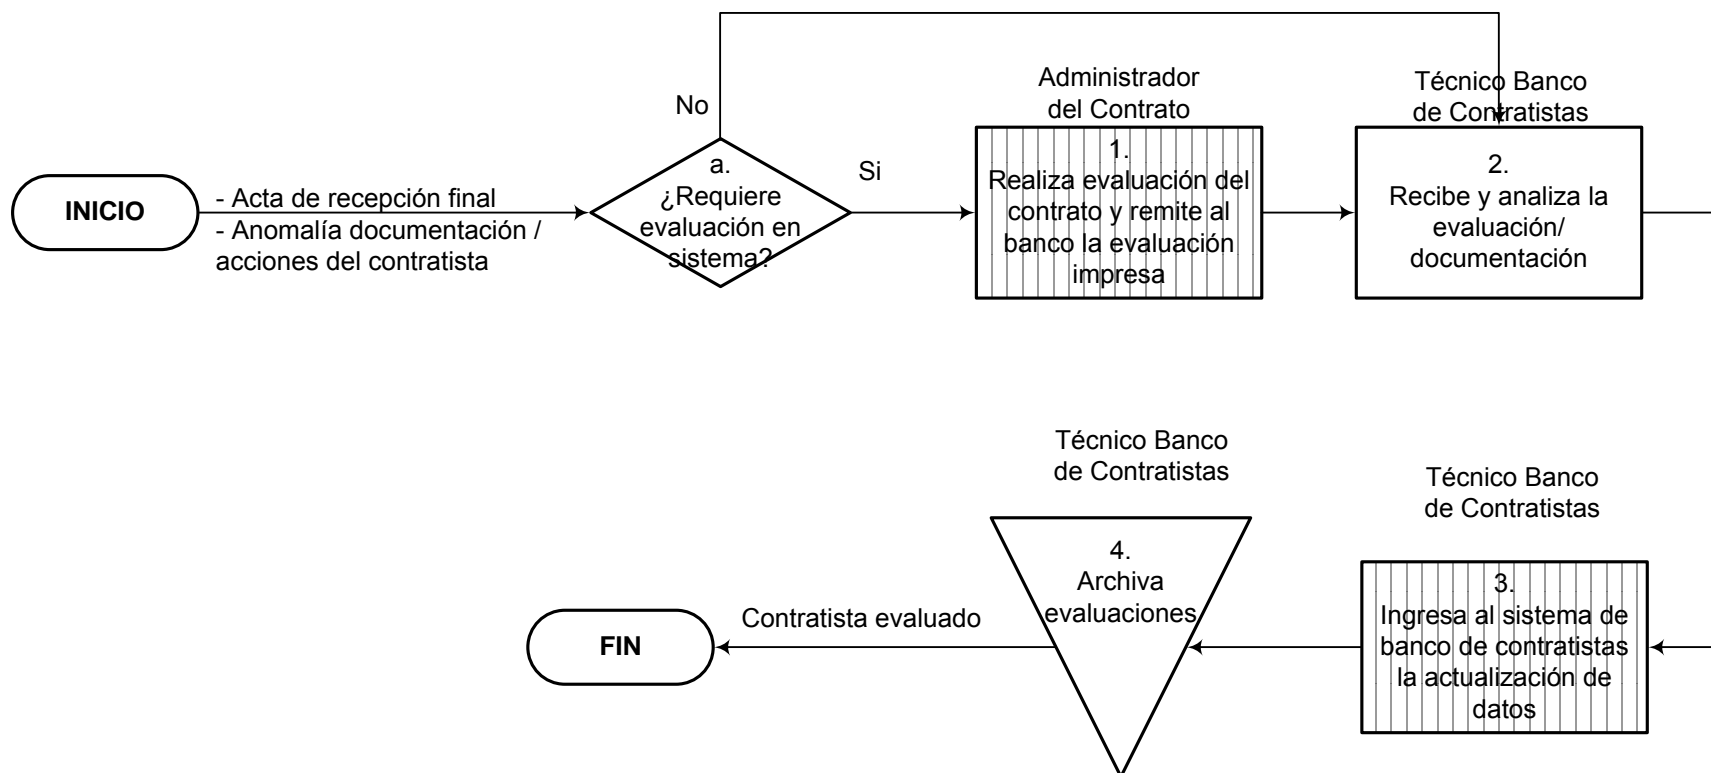 No
Administrador
del Contrato
Técnico Banco
de Contratistas
INICIO
- Acta de recepción final
- Anomalía documentación /
acciones del contratista
a.
¿Requiere
evaluación en
sistema?
Si
1.
Realiza evaluación del
contrato y remite al
banco la evaluación
impresa
2.
Recibe y analiza la
evaluación/
documentación
Técnico Banco
de Contratistas
Técnico Banco
de Contratistas
FIN
Contratista evaluado
4.
Archiva
evaluaciones
3.
Ingresa al sistema de
banco de contratistas
la actualización de
datos